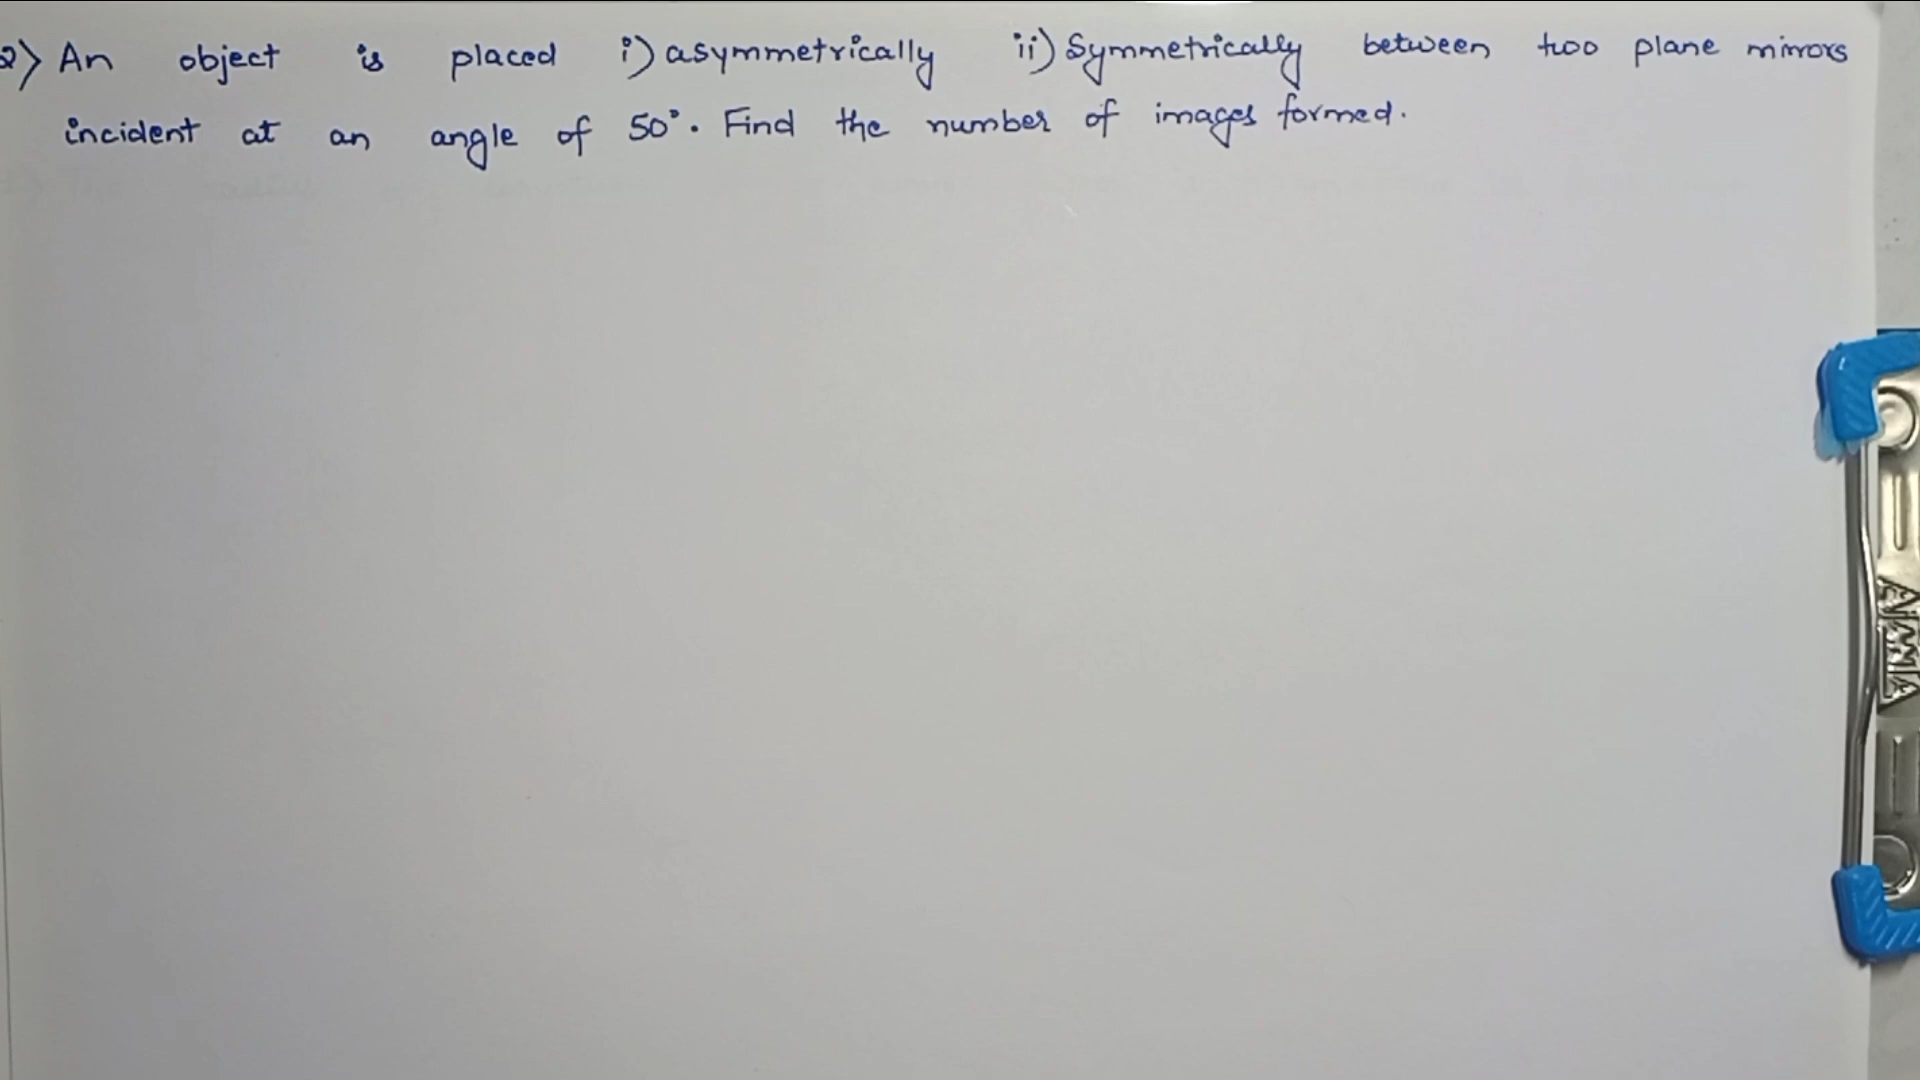 2) An object is placed i) asymmetrically ii) Symmetrically between two plane mirrors
incident at an angle of 50°. Find the number of images formed.